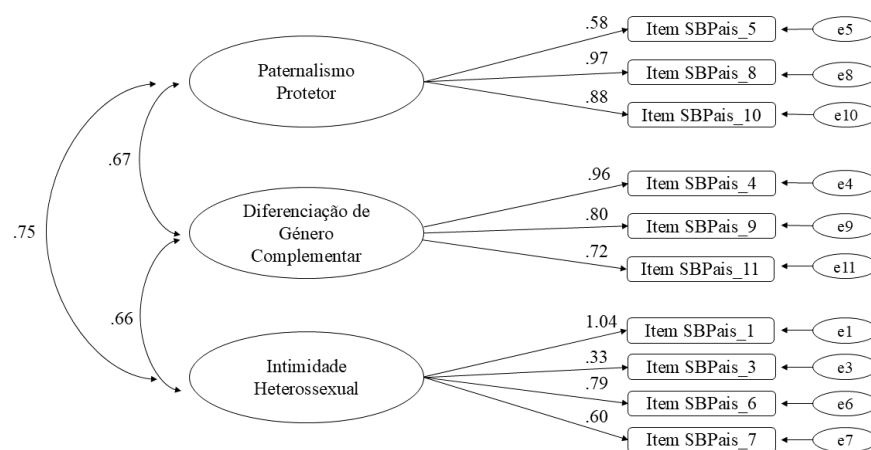 .58
Item SBPais_5
e5
Paternalismo
Protetor
.97
Item SBPais_8
e8
.88
Item SBPais_10
e10
.67
.75
.96
Item SBPais_4
e4
Diferenciação de
Género
Complementar
.80
Item SBPais_9
e9
.72
Item SBPais_11
e11
.66
1.04
Item SBPais_1
e1
Intimidade
Heterossexual
.33
Item SBPais_3
e3
.79
Item SBPais_6
e6
.60
Item SBPais_7
e7